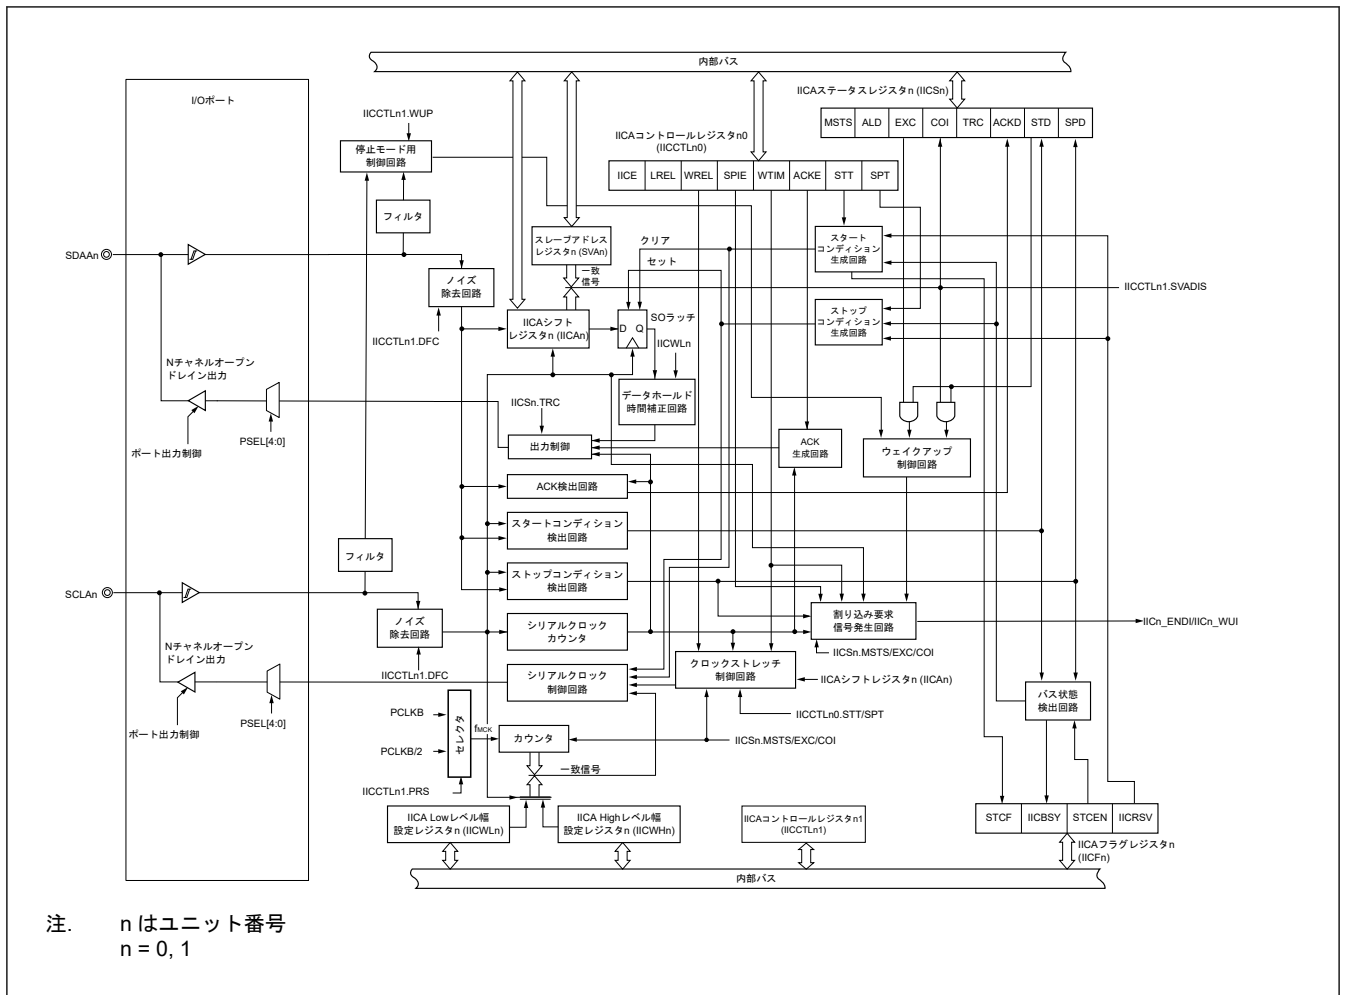 内部バス
I/Oポート
IICCTLn1.WUP
停止モード用
制御回路
フィルタ
IICAステータスレジスタn (IICSn)
MSTS ALD EXC COI TRC ACKD STD SPD
IICAコントロールレジスタn0
(IICCTLn0)
IICE LREL WREL SPIE WTIM ACKE STT SPT
SDAAn
スレーブアドレス
レジスタn (SVAn)
クリア
セット
一致
信号
スタート
コンディション
生成回路
ノイズ
除去回路
IICCTLn1.SVADIS
ストップ
コンディション
生成回路
IICCTLn1.DFC
IICAシフト
レジスタn (IICAn)
D Q
SOラッチ
IICWLn
Nチャネルオープン
ドレイン出力
データホールド
時間補正回路
IICSn.TRC
PSEL[4:0]
ポート出力制御
出力制御
ACK
生成回路
ウェイクアップ
制御回路
ACK検出回路
スタートコンディション
検出回路
フィルタ
ストップコンディション
検出回路
SCLAn
ノイズ
除去回路
シリアルクロック
カウンタ
割り込み要求
信号発生回路
IICn_ENDI/IICn_WUI
IICSn.MSTS/EXC/COI
Nチャネルオープン
ドレイン出力
IICCTLn1.DFC
シリアルクロック
制御回路
クロックストレッチ
制御回路
IICAシフトレジスタn (IICAn)
バス状態
検出回路
PSEL[4:0]
ポート出力制御
PCLKB
PCLKB/2
セレクタ
fMCK
カウンタ
IICCTLn0.STT/SPT
IICSn.MSTS/EXC/COI
一致信号
IICCTLn1.PRS
IICA Lowレベル幅
設定レジスタn (IICWLn)
IICA Highレベル幅
設定レジスタn (IICWHn)
IICAコントロールレジスタn1
(IICCTLn1)
STCF IICBSY STCEN IICRSV
IICAフラグレジスタn
(IICFn)
内部バス
注. n はユニット番号
n = 0, 1